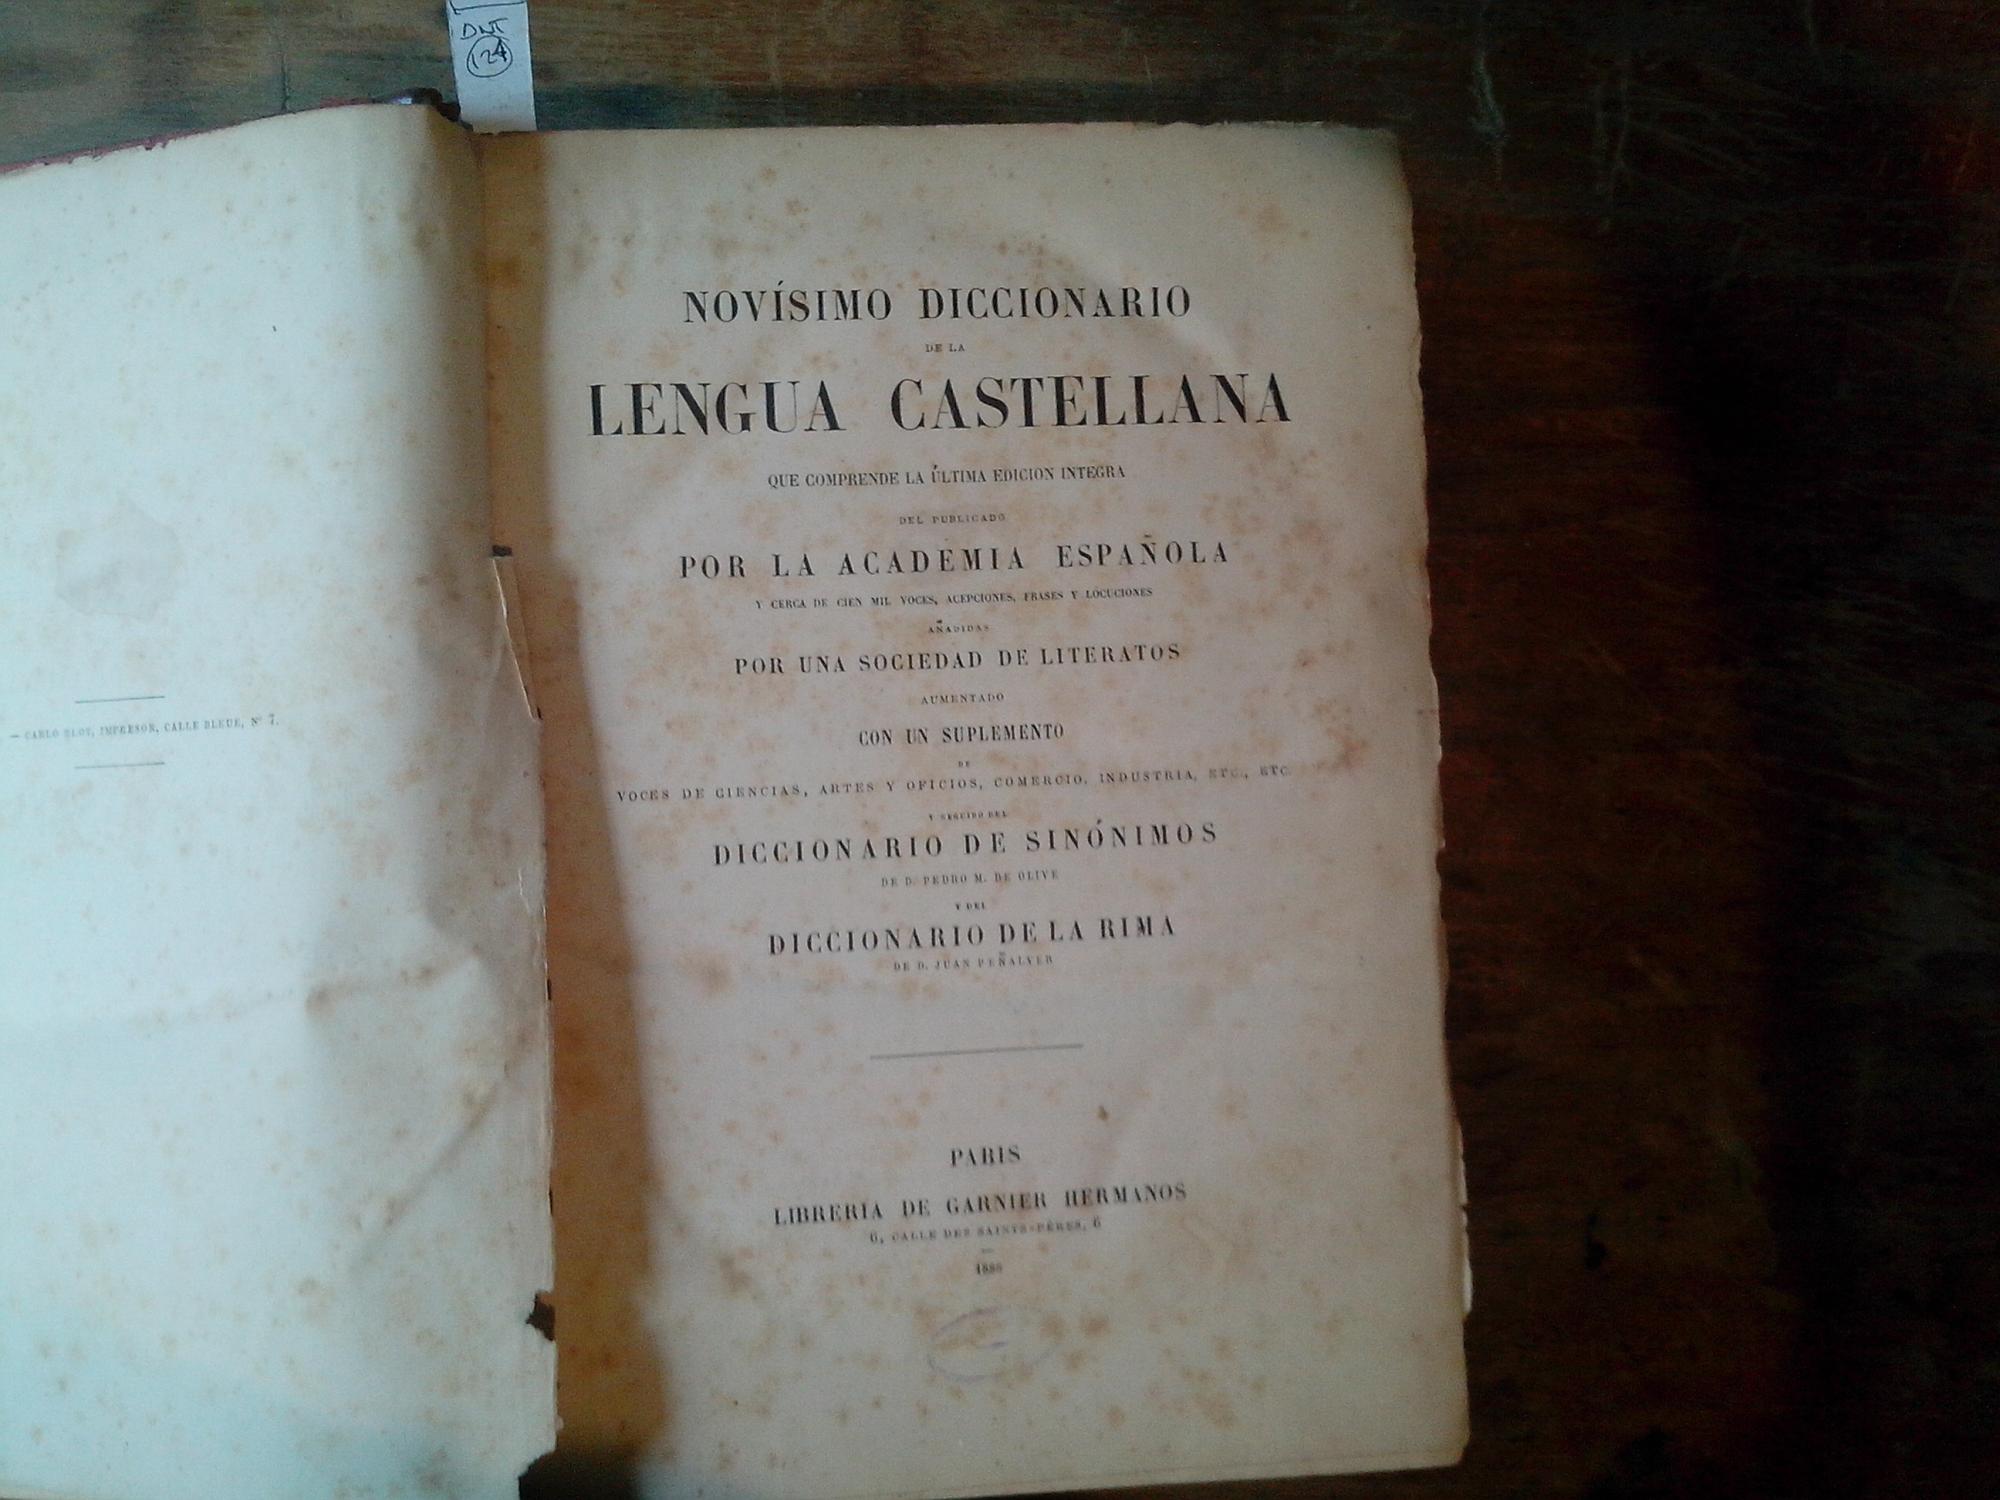 DNT
124
— CARLO BLOT, IMPRESOR, CALLE BLEUE, Nº 7.
NOVÍSIMO DICCIONARIO
DE LA
LENGUA CASTELLANA
QUE COMPRENDE LA ÚLTIMA EDICION INTEGRA
DEL PUBLICADO
POR LA ACADEMIA ESPAÑOLA
Y CERCA DE CIEN MIL VOCES, ACEPCIONES, FRASES Y LOCUCIONES
AÑADIDAS
POR UNA SOCIEDAD DE LITERATOS
AUMENTADO
CON UN SUPLEMENTO
DE
VOCES DE CIENCIAS, ARTES Y OFICIOS, COMERCIO, INDUSTRIA, ETC., ETC.
Y SEGUIDO DEL
DICCIONARIO DE SINÓNIMOS
DE D. PEDRO M. DE OLIVE
Y DEL
DICCIONARIO DE LA RIMA
DE D. JUAN PEÑALVER
PARIS
LIBRERÍA DE GARNIER HERMANOS
6, CALLE DES SAINTS-PÈRES, 6